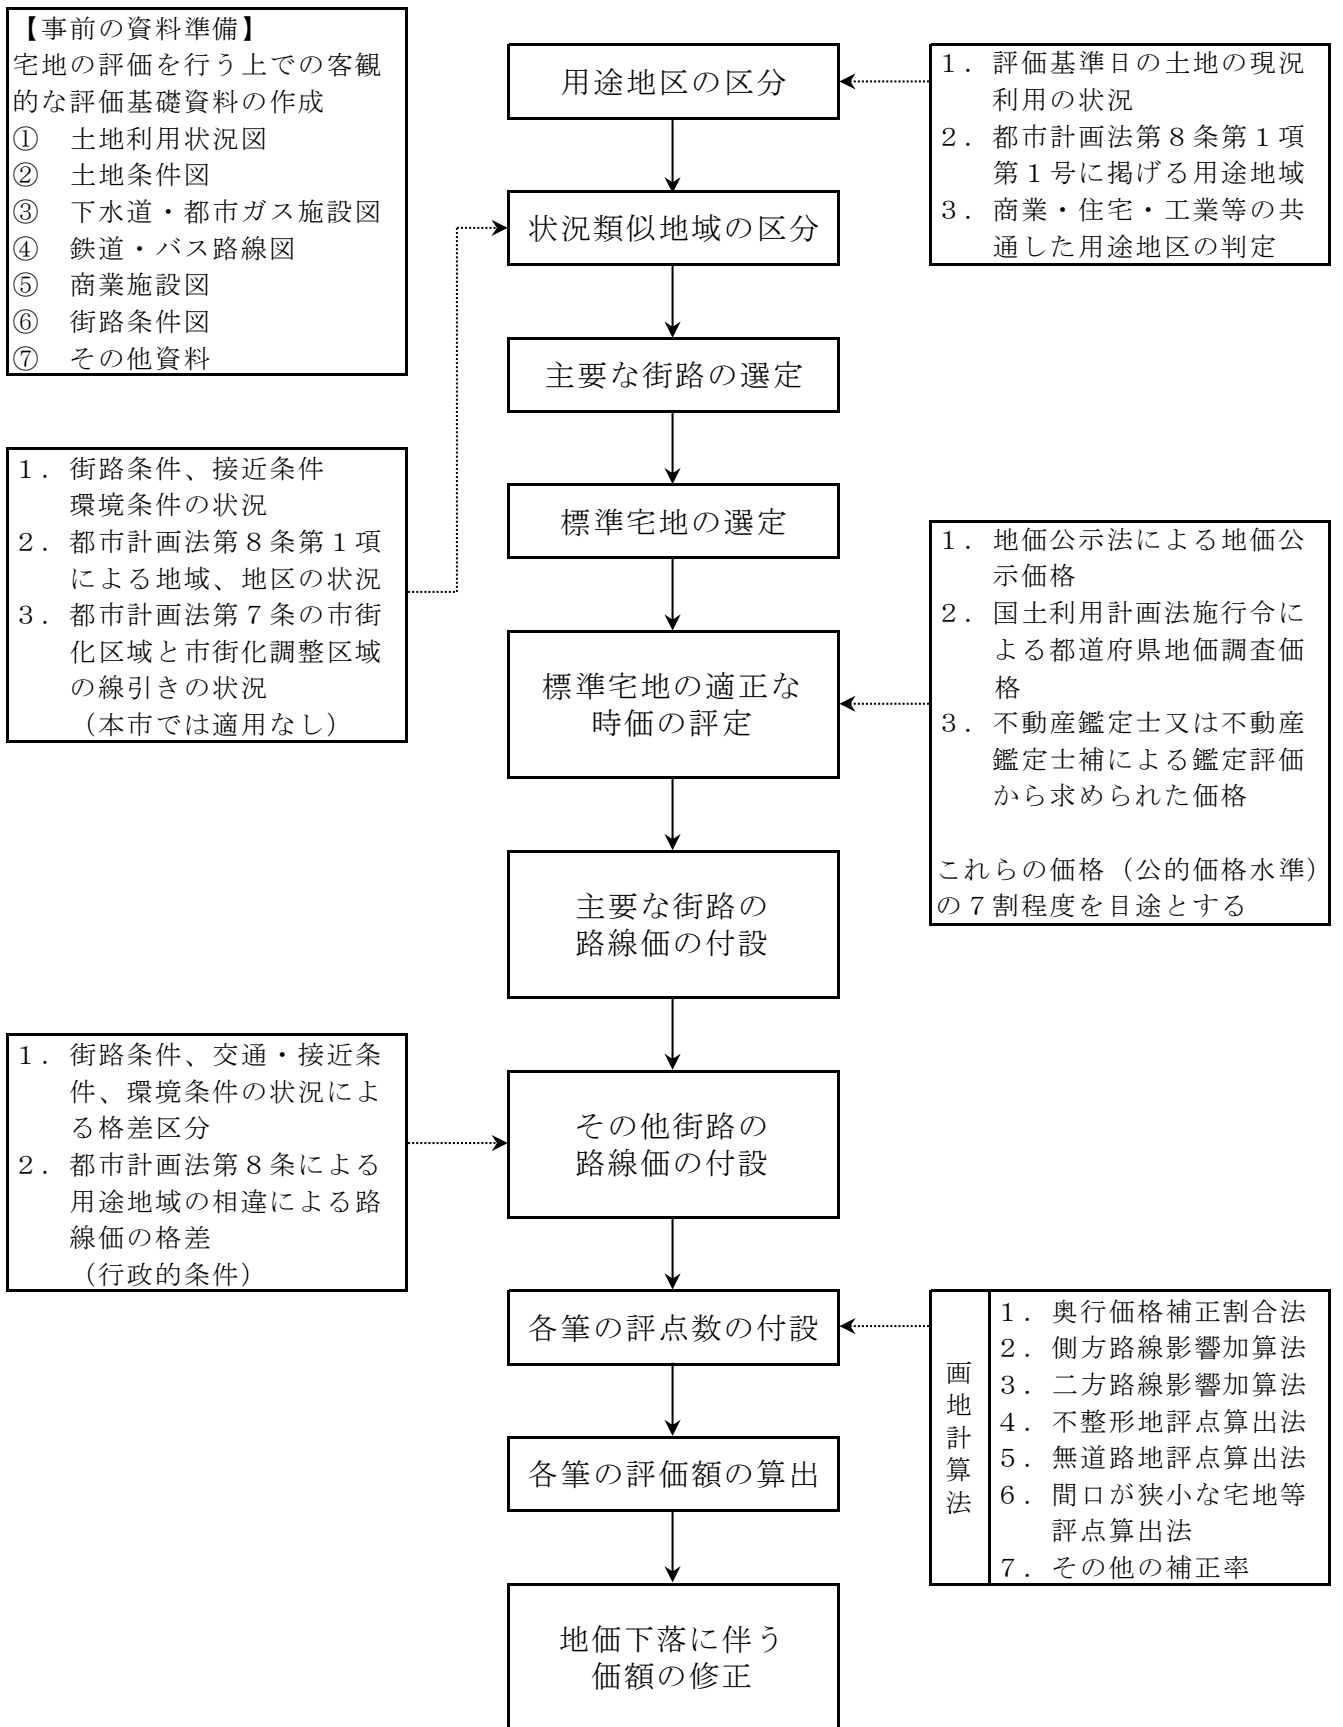 【事前の資料準備】
宅地の評価を行う上での客観
的な評価基礎資料の作成
①　土地利用状況図
②　土地条件図
③　下水道・都市ガス施設図
④　鉄道・バス路線図
⑤　商業施設図
⑥　街路条件図
⑦　その他資料
用途地区の区分
１．評価基準日の土地の現況
利用の状況
２．都市計画法第８条第１項
第１号に掲げる用途地域
３．商業・住宅・工業等の共
通した用途地区の判定
状況類似地域の区分
主要な街路の選定
１．街路条件、接近条件
環境条件の状況
２．都市計画法第８条第１項
による地域、地区の状況
３．都市計画法第７条の市街
化区域と市街化調整区域
の線引きの状況
（本市では適用なし）
標準宅地の選定
標準宅地の適正な
時価の評定
１．地価公示法による地価公
示価格
２．国土利用計画法施行令に
よる都道府県地価調査価
格
３．不動産鑑定士又は不動産
鑑定士補による鑑定評価
から求められた価格
これらの価格（公的価格水準）
の７割程度を目途とする
主要な街路の
路線価の付設
１．街路条件、交通・接近条
件、環境条件の状況によ
る格差区分
２．都市計画法第８条による
用途地域の相違による路
線価の格差
（行政的条件）
その他街路の
路線価の付設
各筆の評点数の付設
画地計算法
１．奥行価格補正割合法
２．側方路線影響加算法
３．二方路線影響加算法
４．不整形地評点算出法
５．無道路地評点算出法
６．間口が狭小な宅地等
評点算出法
７．その他の補正率
各筆の評価額の算出
地価下落に伴う
価額の修正